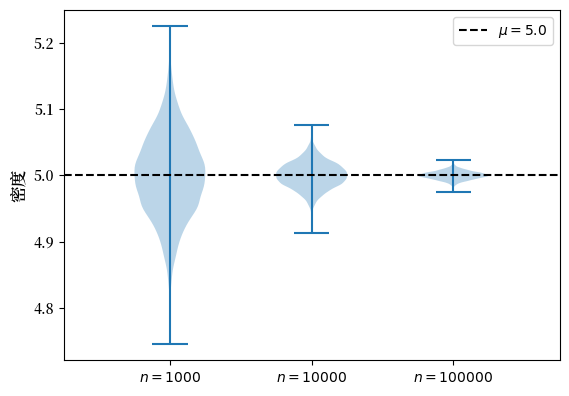 μ = 5.0
5.2
5.1
5.0
4.9
4.8
密度
n = 1000
n = 10000
n = 100000